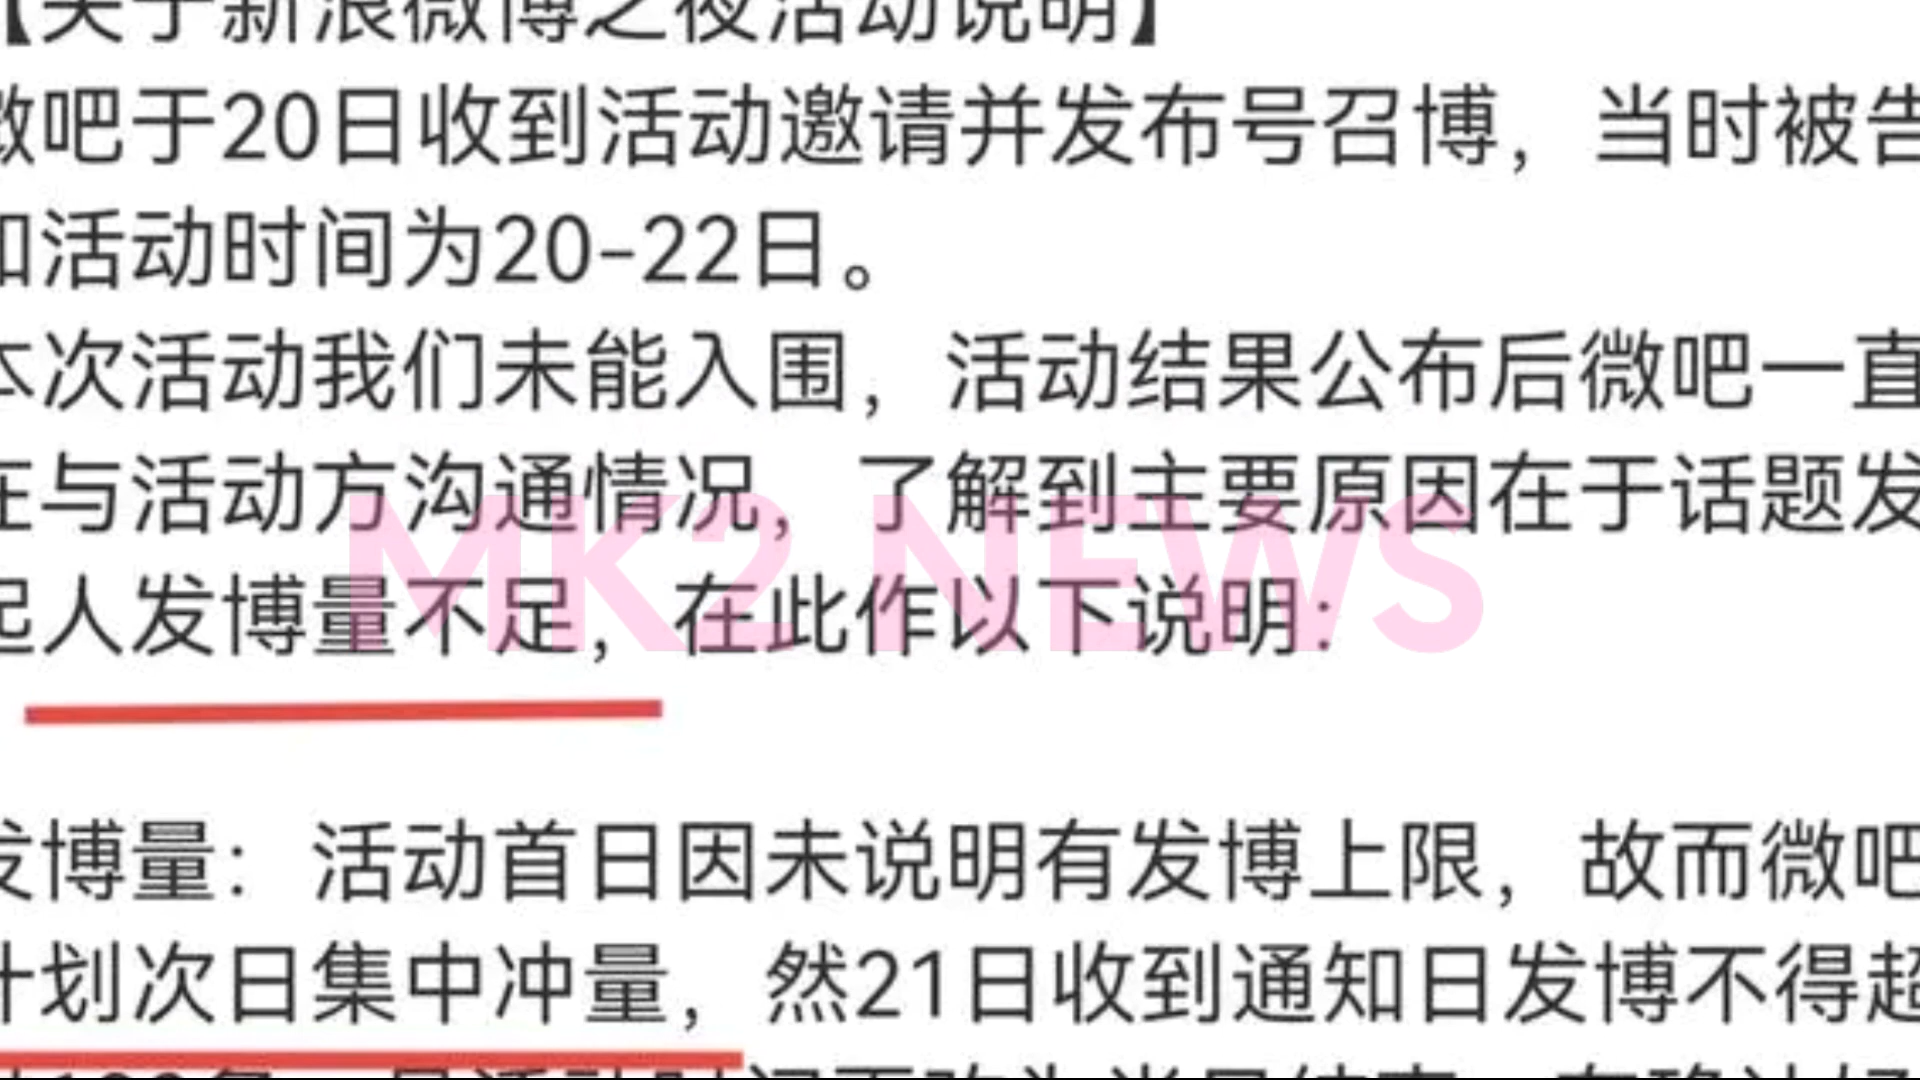 【关于新浪微博之夜活动说明】
微吧于20日收到活动邀请并发布号召博，当时被告
知活动时间为20-22日。
本次活动我们未能入围，活动结果公布后微吧一直
在与活动方沟通情况，了解到主要原因在于话题发
起人发博量不足，在此作以下说明：
MK2 NEWS
发博量：活动首日因未说明有发博上限，故而微吧
计划次日集中冲量，然21日收到通知日发博不得超